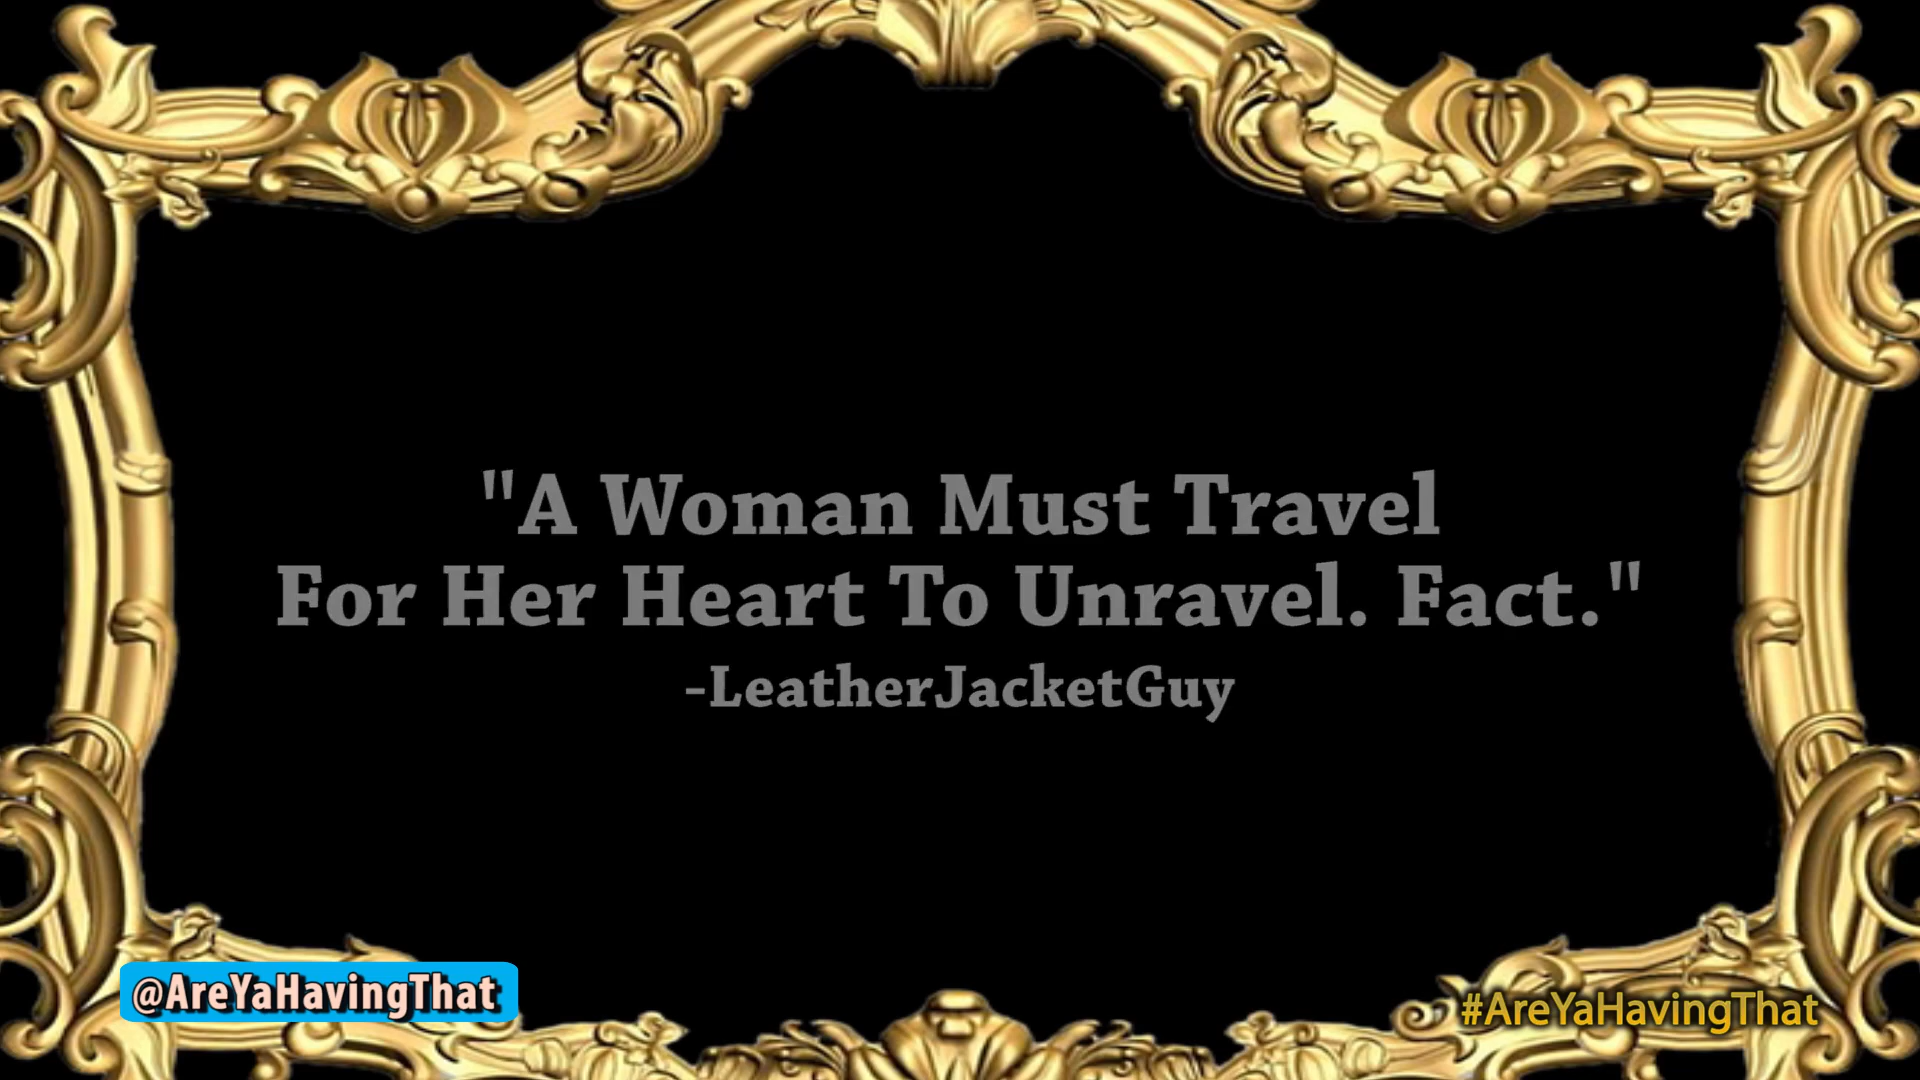 "A Woman Must Travel
For Her Heart To Unravel. Fact."
-LeatherJacketGuy
@AreYaHavingThat
#AreYaHavingThat